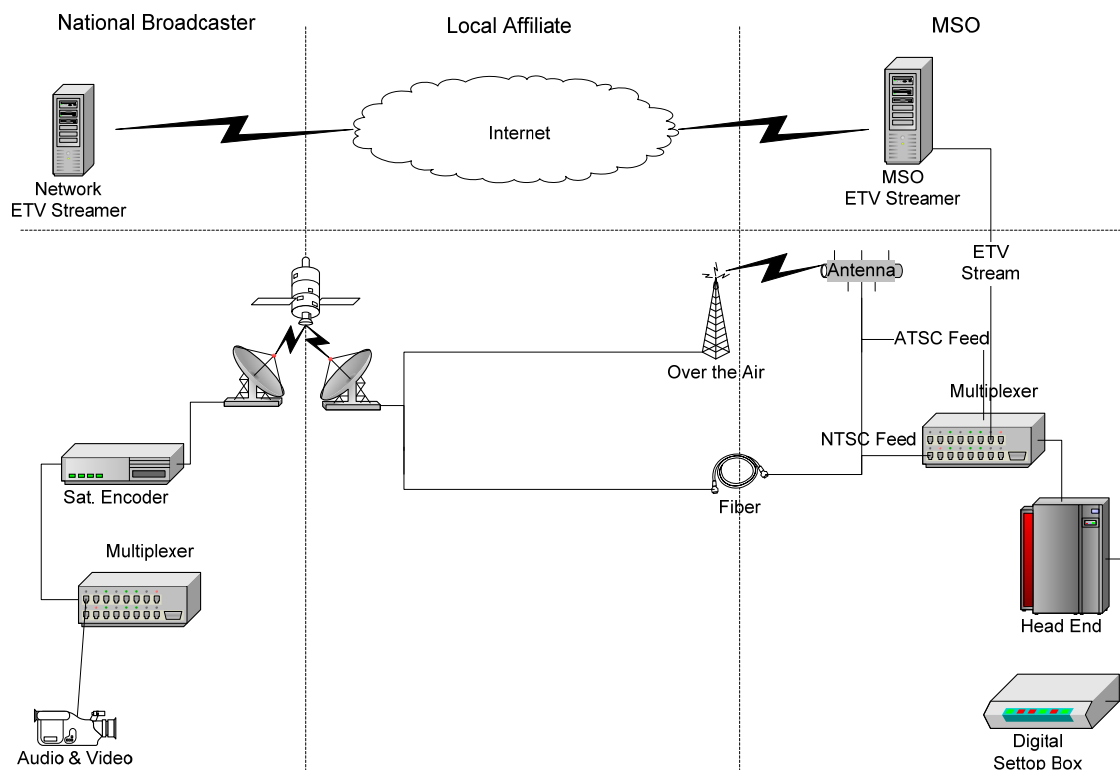 National Broadcaster
Local Affiliate
MSO
Internet
Network
ETV Streamer
MSO
ETV Streamer
ETV
Stream
Antenna
ATSC Feed
Over the Air
Multiplexer
NTSC Feed
Sat. Encoder
Fiber
Multiplexer
Head End
Audio & Video
Digital
Settop Box